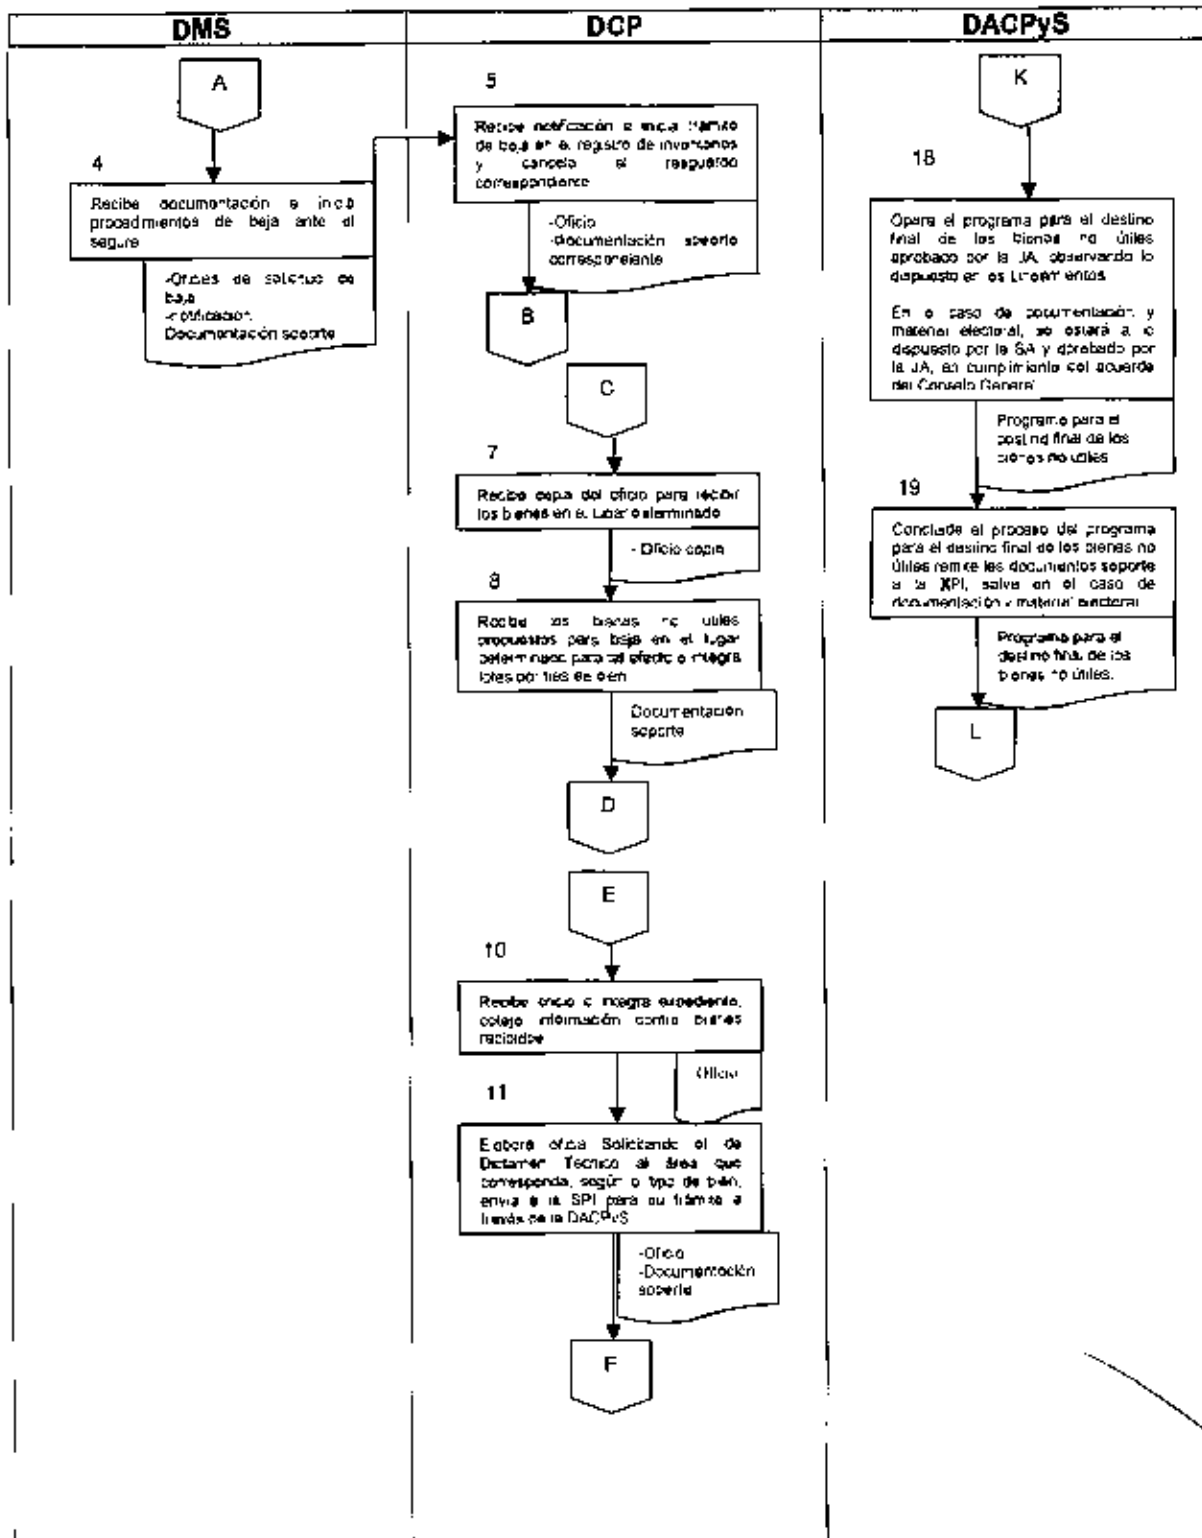 DMS
DCP
DACPyS
A
4
Recibe documentación e inicia
procedimientos de baja ante el
seguro
-Oficios de solicitud de
baja
-notificación
Documentación soporte
5
Recibe notificación e inicia trámite
de baja en el registro de inventarios
y cancela el resguardo
correspondiente
-Oficio
-Documentación soporte
correspondiente
B
C
7
Recibe copia del oficio para recibir
los bienes en el lugar determinado
- Oficio copia
8
Recibe los bienes no útiles
propuestos para baja en el lugar
determinado para tal efecto e integra
lotes por de bien
Documentación
soporte
D
E
10
Recibe oficio e integra expediente,
coteja información contra bienes
recibidos
Oficio
11
Elabora oficio Solicitando el de
Dictamen Técnico al área que
corresponda, según el tipo de bien,
envía a la SPI para su trámite a
través de la DACPyS
-Oficio
-Documentación
soporte
F
K
18
Opera el programa para el destino
final de los bienes no útiles
aprobado por la JA, observando lo
dispuesto en los Lineamientos.
En el caso de documentación y
material electoral, se estará a lo
dispuesto por la SA y aprobado por
la JA, en cumplimiento del acuerdo
del Consejo General
Programa para el
destino final de los
bienes no útiles
19
Concluido el proceso del programa
para el destino final de los bienes no
útiles remite los documentos soporte
a la XPI, salvo en el caso de
documentación y material electoral
Programa para el
destino final de los
bienes no útiles.
L